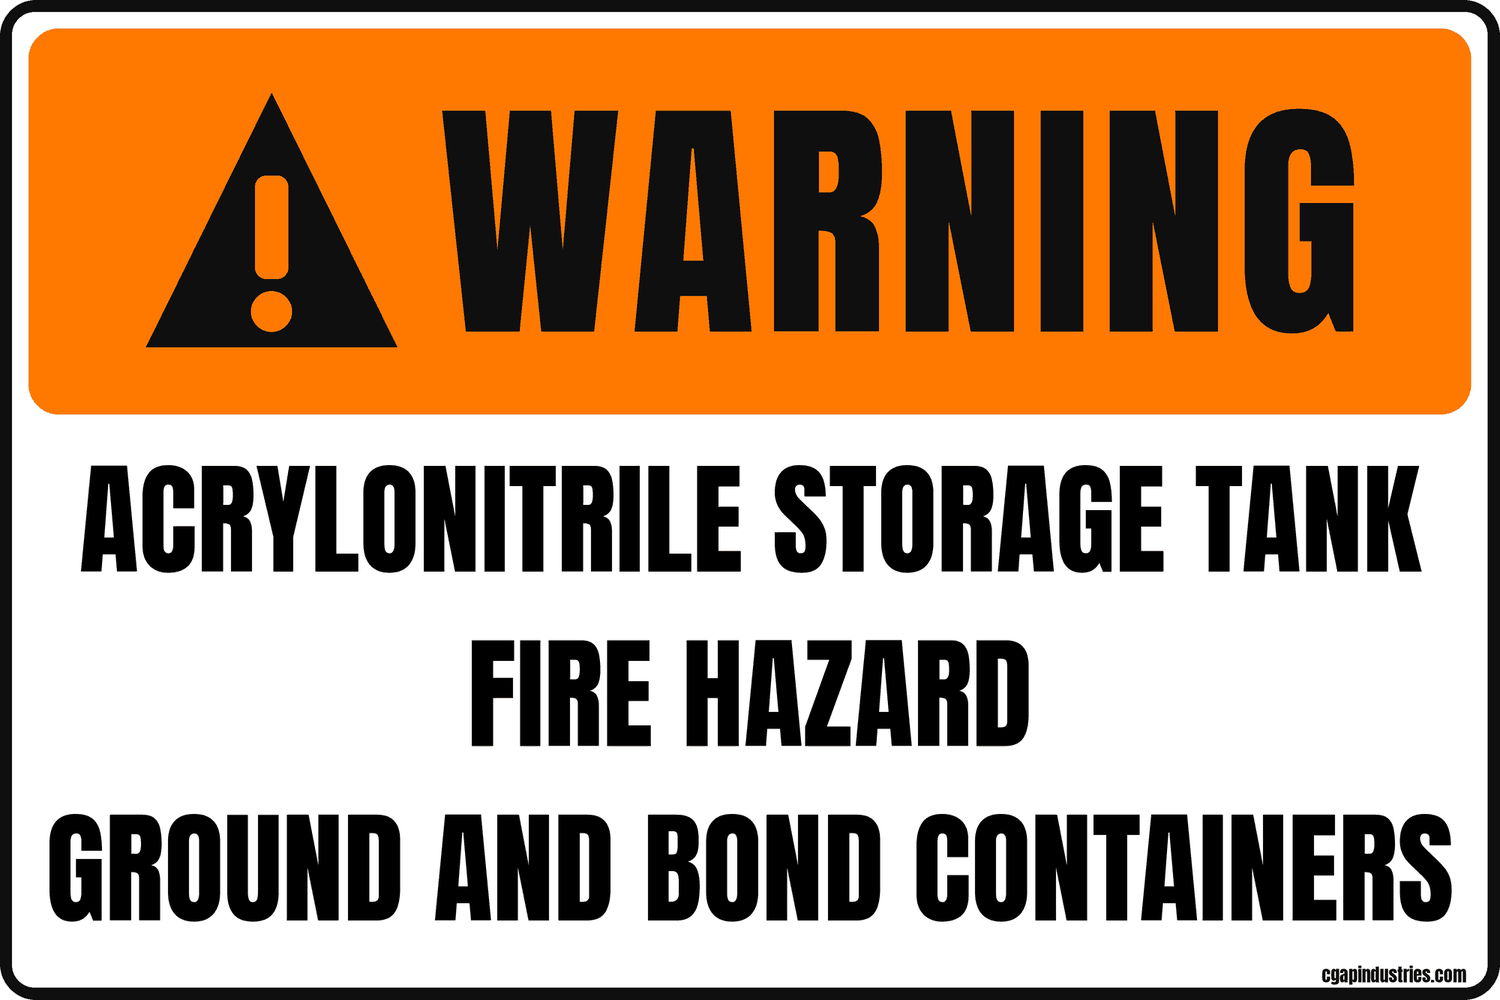 WARNING
ACRYLONITRILE STORAGE TANK
FIRE HAZARD
GROUND AND BOND CONTAINERS
cgapindustries.com